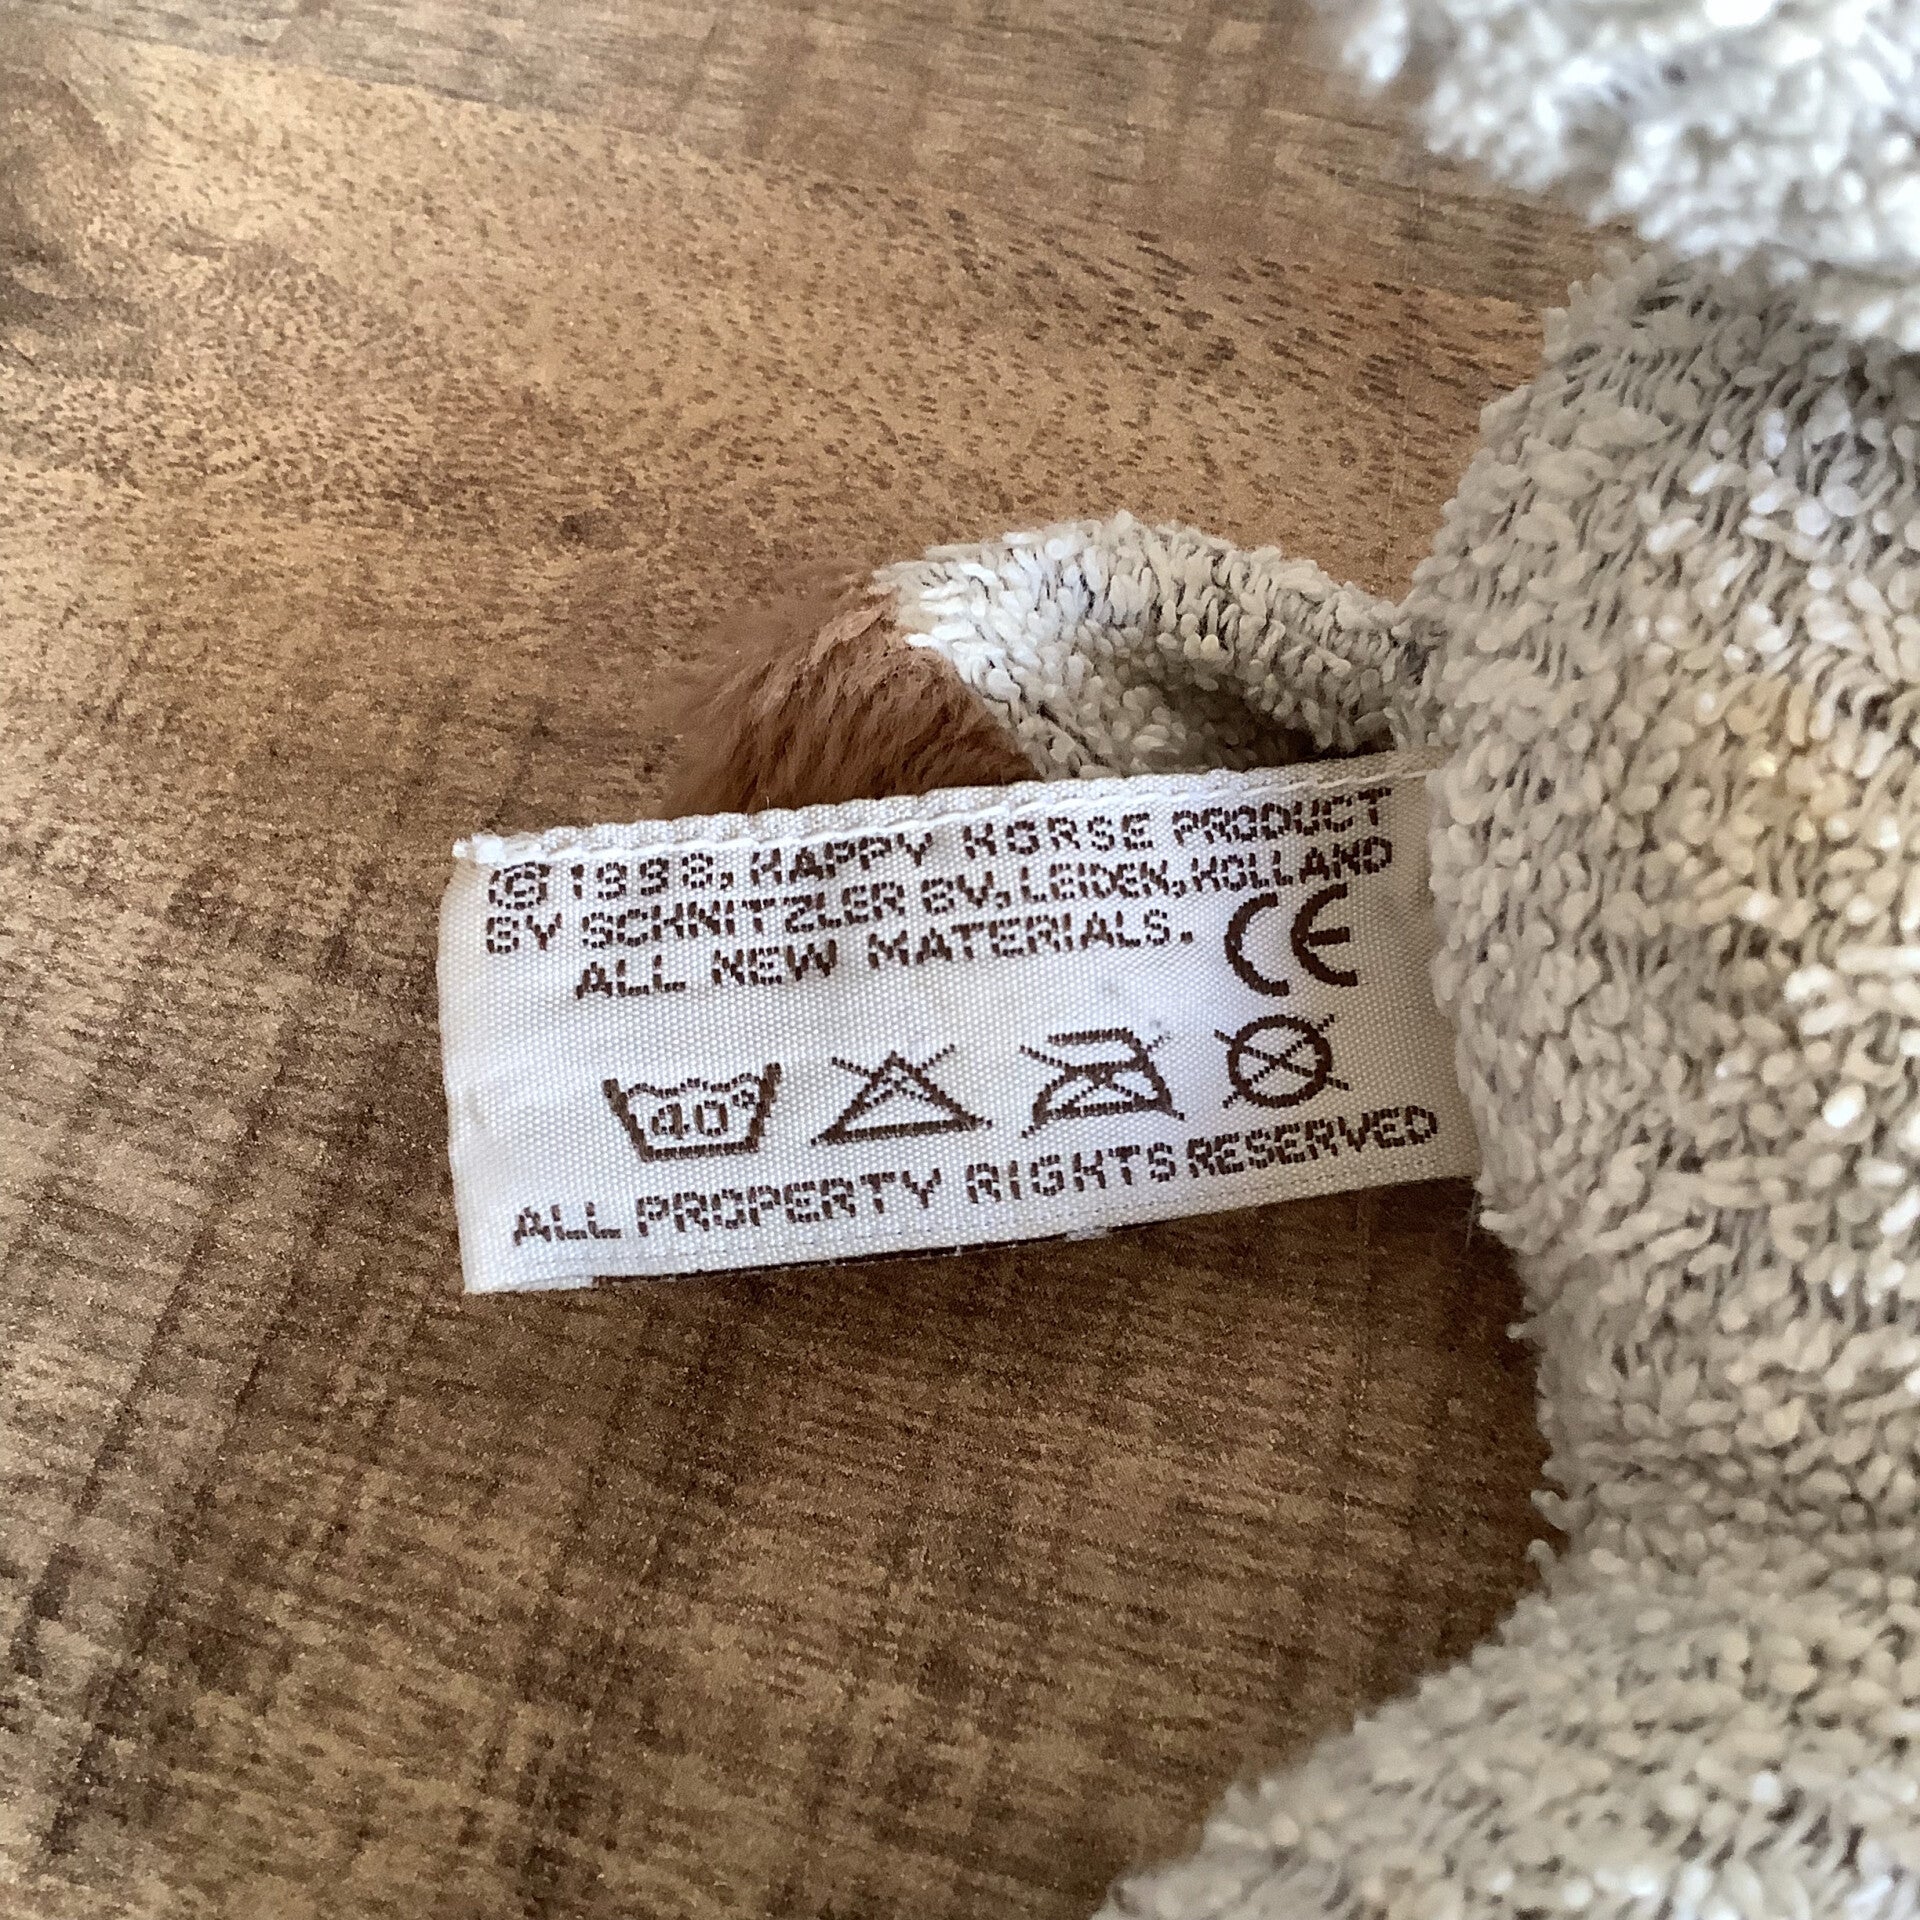 © 1998, HAPPY HORSE PRODUCT
BY SCHNITZLER BV, LEIDEN, HOLLAND
ALL NEW MATERIALS. CE
40°
ALL PROPERTY RIGHTS RESERVED